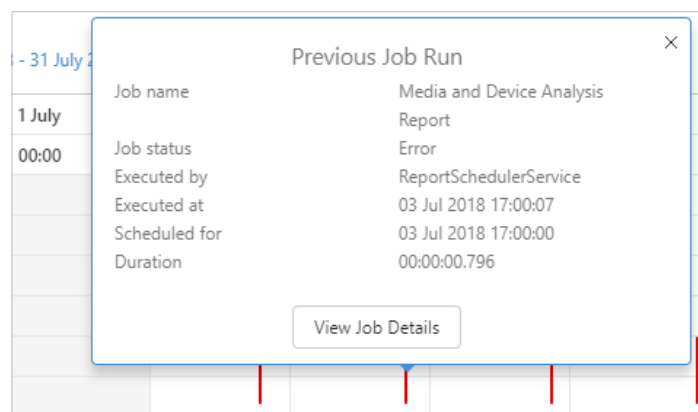 Previous Job Run
- 31 July
1 July
00:00
Job name Media and Device Analysis
Report
Job status Error
Executed by ReportSchedulerService
Executed at 03 Jul 2018 17:00:07
Scheduled for 03 Jul 2018 17:00:00
Duration 00:00:00.796
View Job Details